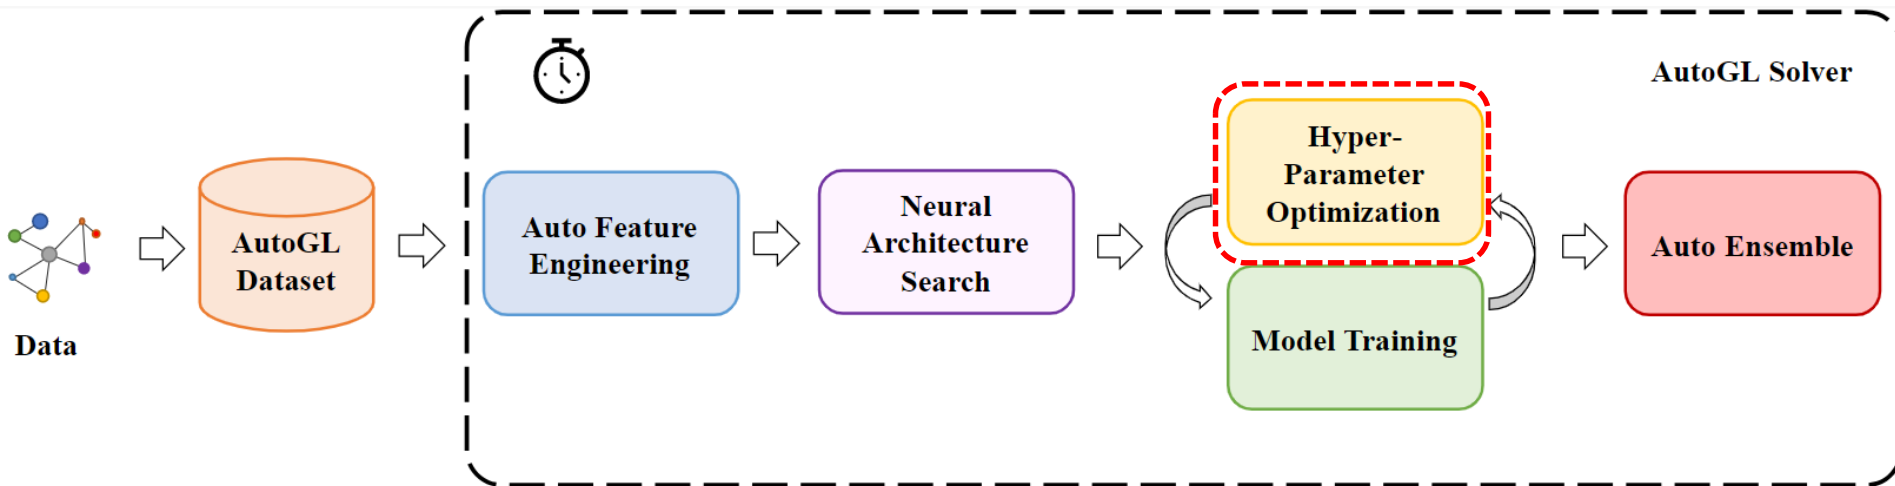 AutoGL Solver
Data
AutoGL
Dataset
Auto Feature
Engineering
Neural
Architecture
Search
Hyper-
Parameter
Optimization
Model Training
Auto Ensemble